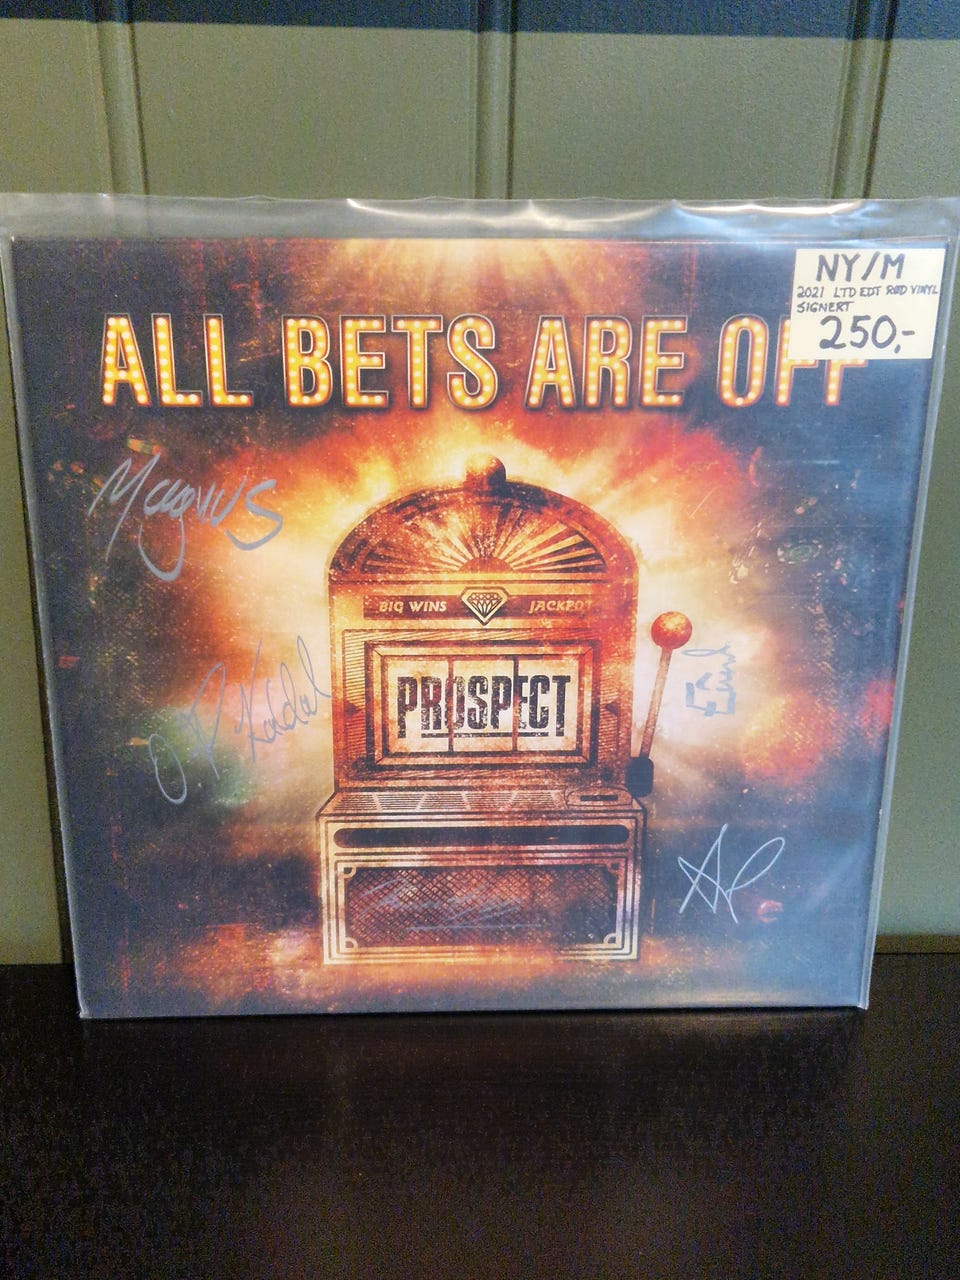 NY/M
2021 LTD EDT RØD VINYL
SIGNERT
250,-
ALL BETS ARE OFF
Magnus
BIG WINS JACKPOT
PROSPECT